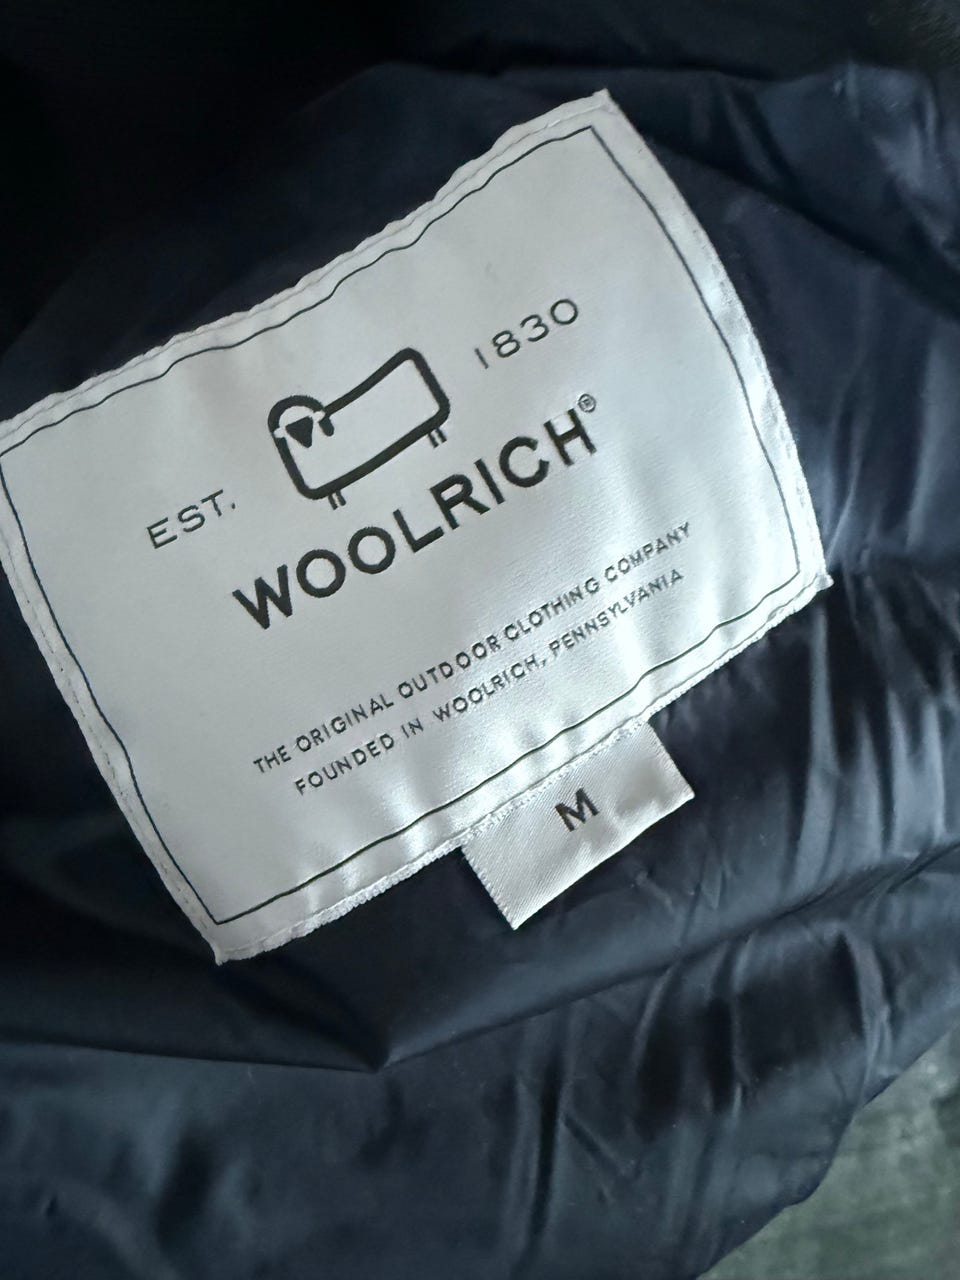 EST. 1830
WOOLRICH®
THE ORIGINAL OUTDOOR CLOTHING COMPANY
FOUNDED IN WOOLRICH, PENNSYLVANIA
M